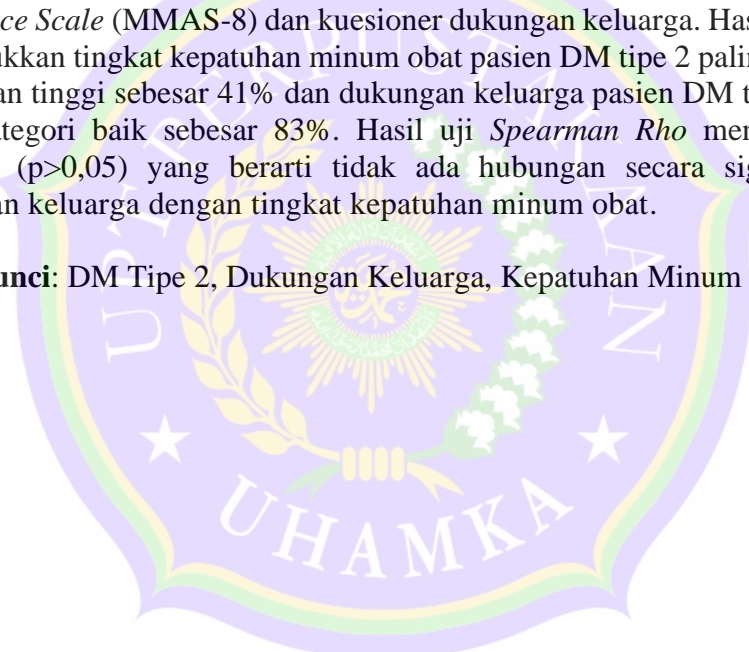 ce Scale (MMAS-8) dan kuesioner dukungan keluarga. Has
ukkan tingkat kepatuhan minum obat pasien DM tipe 2 palin
an tinggi sebesar 41% dan dukungan keluarga pasien DM t
ategori baik sebesar 83%. Hasil uji Spearman Rho men
(p>0,05) yang berarti tidak ada hubungan secara sig
an keluarga dengan tingkat kepatuhan minum obat.
unci: DM Tipe 2, Dukungan Keluarga, Kepatuhan Minum
UPT PERPUSTAKAAN
UHAMKA